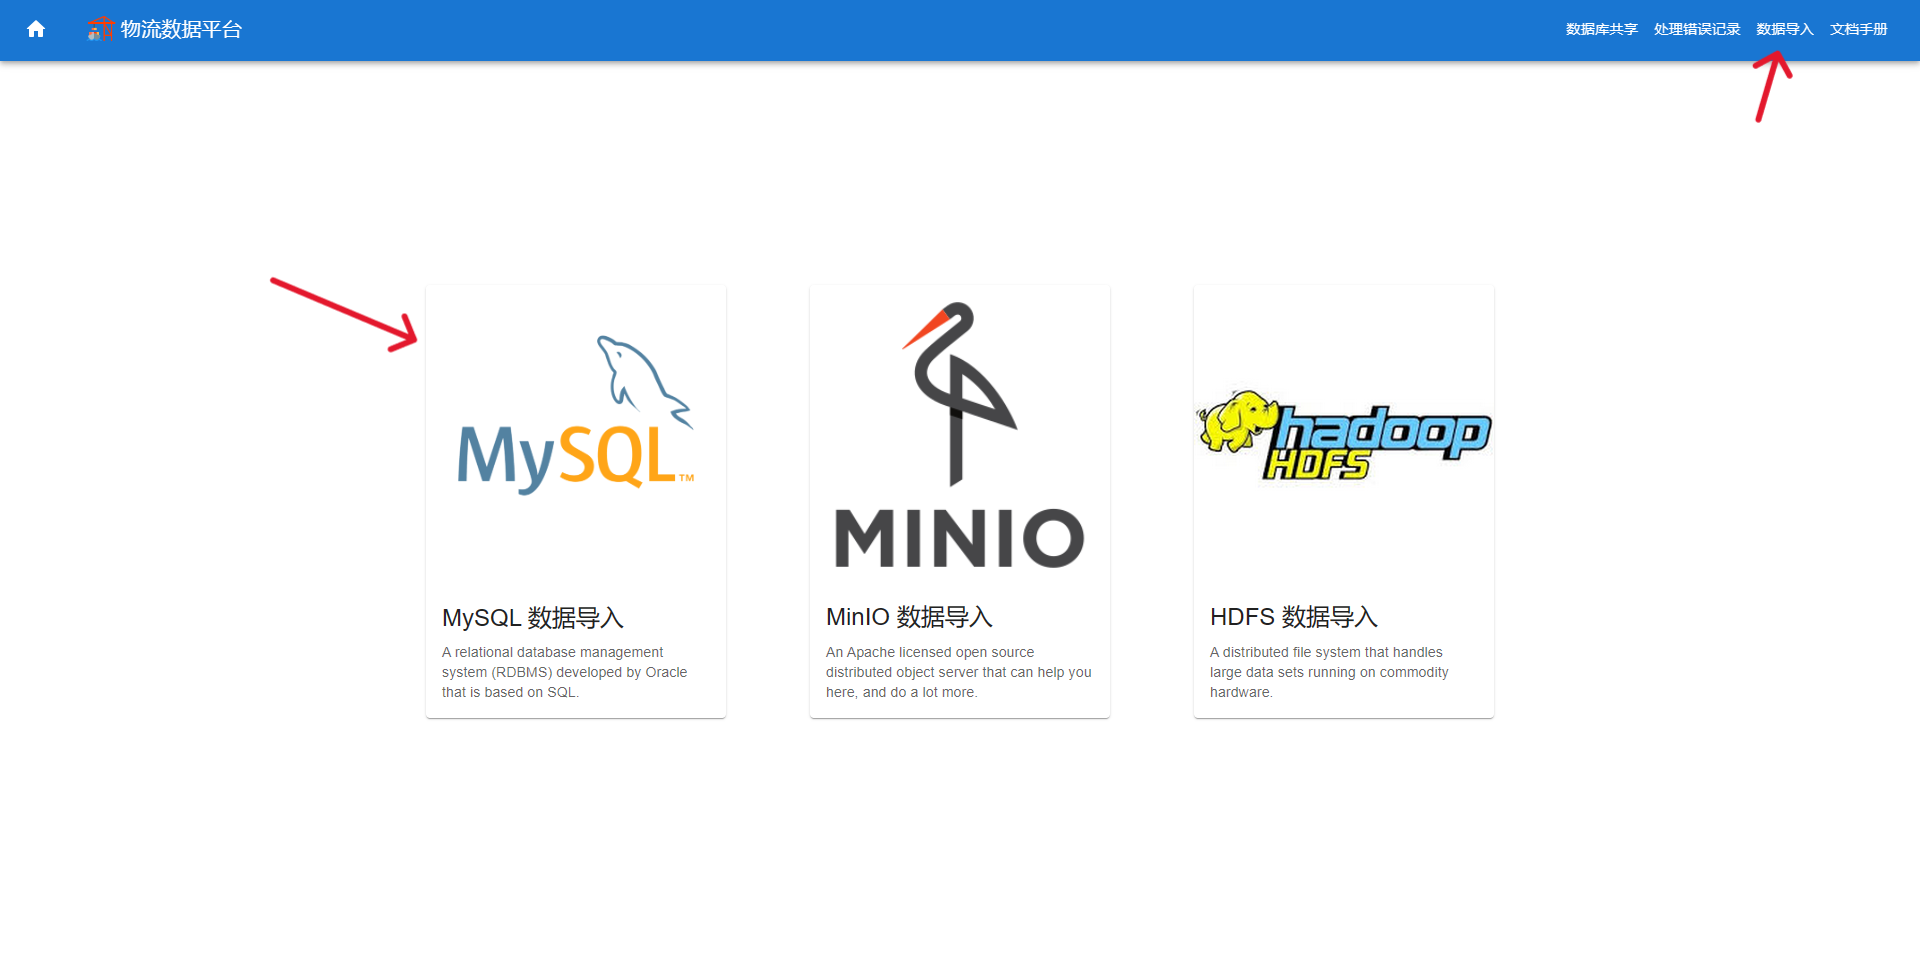 物流数据平台
数据库共享 处理错误记录 数据导入 文档手册
MySQL™
MySQL 数据导入
A relational database management
system (RDBMS) developed by Oracle
that is based on SQL.
MINIO
MinIO 数据导入
An Apache licensed open source
distributed object server that can help you
here, and do a lot more.
hadoop
HDFS
HDFS 数据导入
A distributed file system that handles
large data sets running on commodity
hardware.